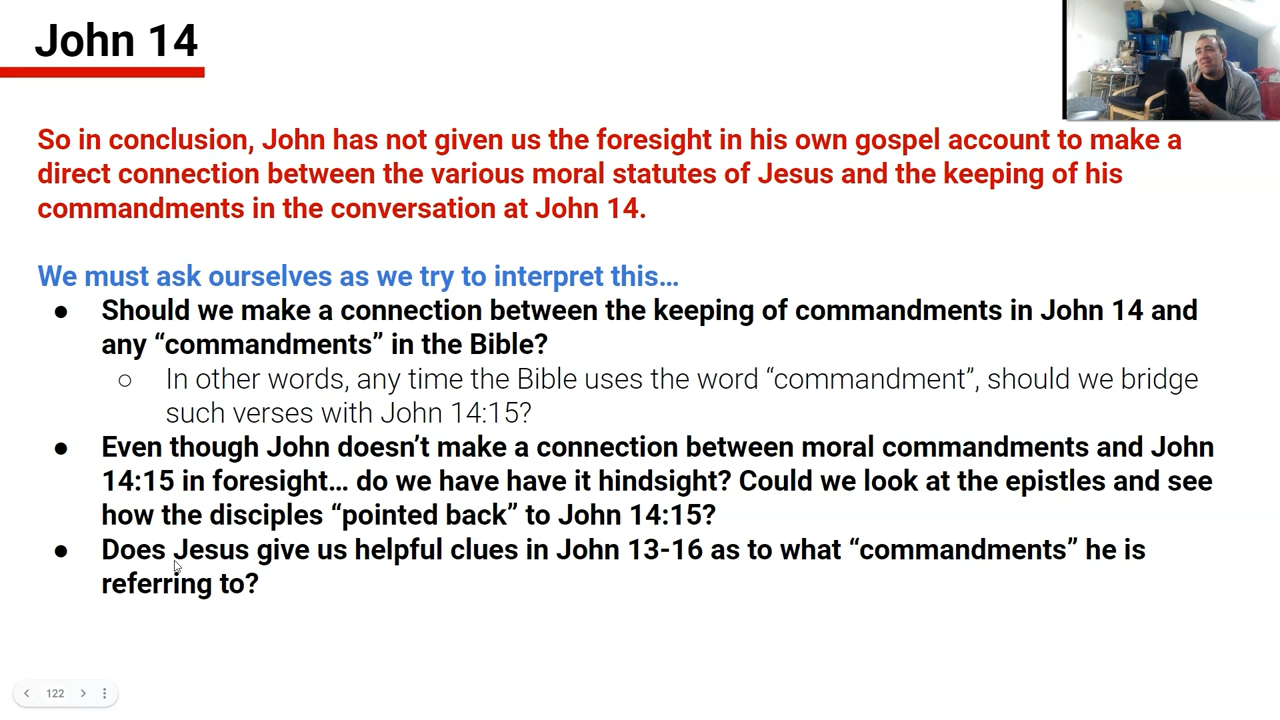 John 14
So in conclusion, John has not given us the foresight in his own gospel account to make a
direct connection between the various moral statutes of Jesus and the keeping of his
commandments in the conversation at John 14.
We must ask ourselves as we try to interpret this…
● Should we make a connection between the keeping of commandments in John 14 and
any “commandments” in the Bible?
○ In other words, any time the Bible uses the word “commandment”, should we bridge
such verses with John 14:15?
● Even though John doesn’t make a connection between moral commandments and John
14:15 in foresight… do we have have it hindsight? Could we look at the epistles and see
how the disciples “pointed back” to John 14:15?
● Does Jesus give us helpful clues in John 13-16 as to what “commandments” he is
referring to?
122